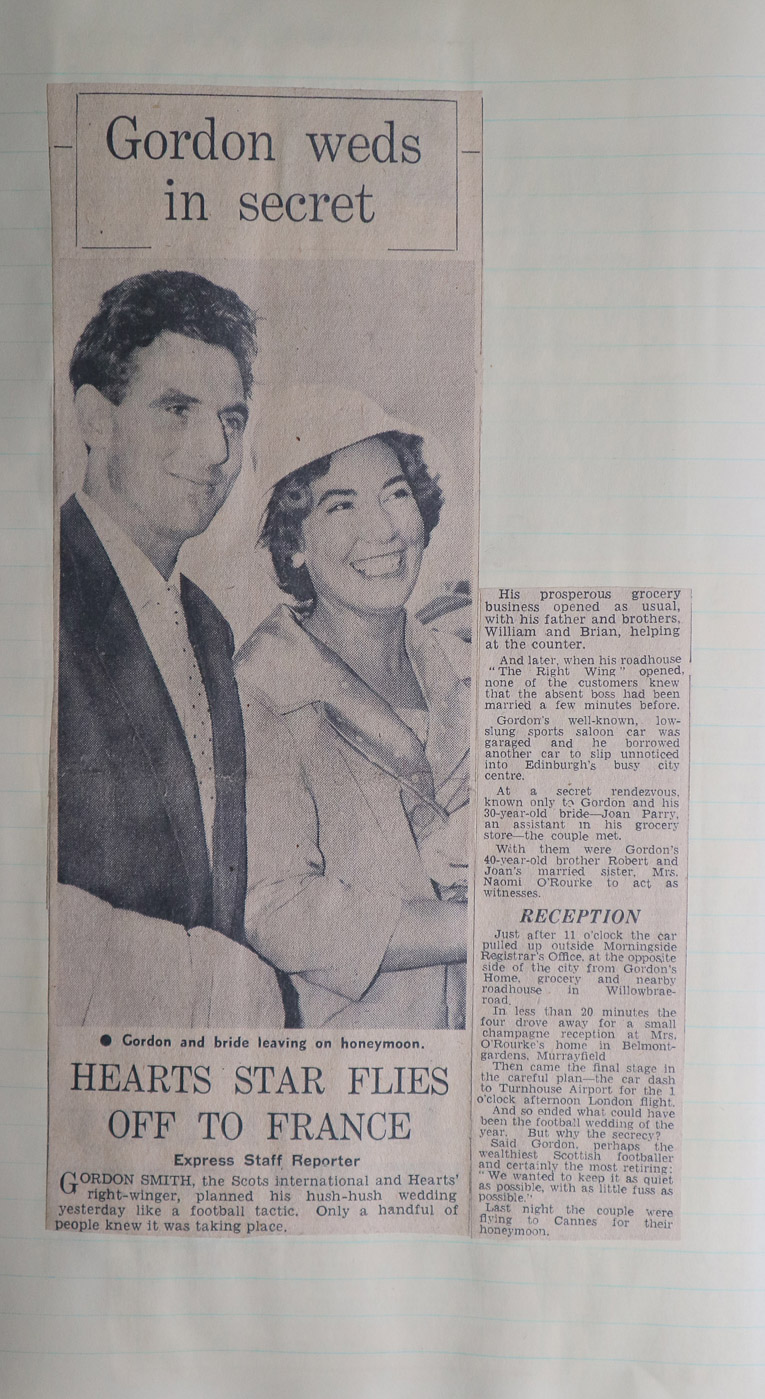 Gordon weds
in secret
● Gordon and bride leaving on honeymoon.
HEARTS STAR FLIES
OFF TO FRANCE
Express Staff Reporter
GORDON SMITH, the Scots international and Hearts'
right-winger, planned his hush-hush wedding
yesterday like a football tactic. Only a handful of
people knew it was taking place.
His prosperous grocery
business opened as usual,
with his father and brothers,
William and Brian, helping
at the counter.
And later, when his roadhouse
"The Right Wing" opened,
none of the customers knew
that the absent boss had been
married a few minutes before.
Gordon's well-known, low-
slung sports saloon car was
garaged and he borrowed
another car to slip unnoticed
into Edinburgh's busy city
centre.
At a secret rendezvous,
known only to Gordon and his
30-year-old bride—Joan Parry,
an assistant in his grocery
store—the couple met.
With them were Gordon's
40-year-old brother Robert and
Joan's married sister, Mrs.
Naomi O'Rourke to act as
witnesses.
RECEPTION
Just after 11 o'clock the car
pulled up outside Morningside
Registrar's Office, at the opposite
side of the city from Gordon's
Home, grocery and nearby
roadhouse in Willowbrae-
road.
In less than 20 minutes the
four drove away for a small
champagne reception at Mrs.
O'Rourke's home in Belmont-
gardens, Murrayfield
Then came the final stage in
the careful plan—the car dash
to Turnhouse Airport for the 1
o'clock afternoon London flight.
And so ended what could have
been the football wedding of the
year. But why the secrecy?
Said Gordon, perhaps the
wealthiest Scottish footballer
and certainly the most retiring:
"We wanted to keep it as quiet
as possible, with as little fuss as
possible."
Last night the couple were
flying to Cannes for their
honeymoon.